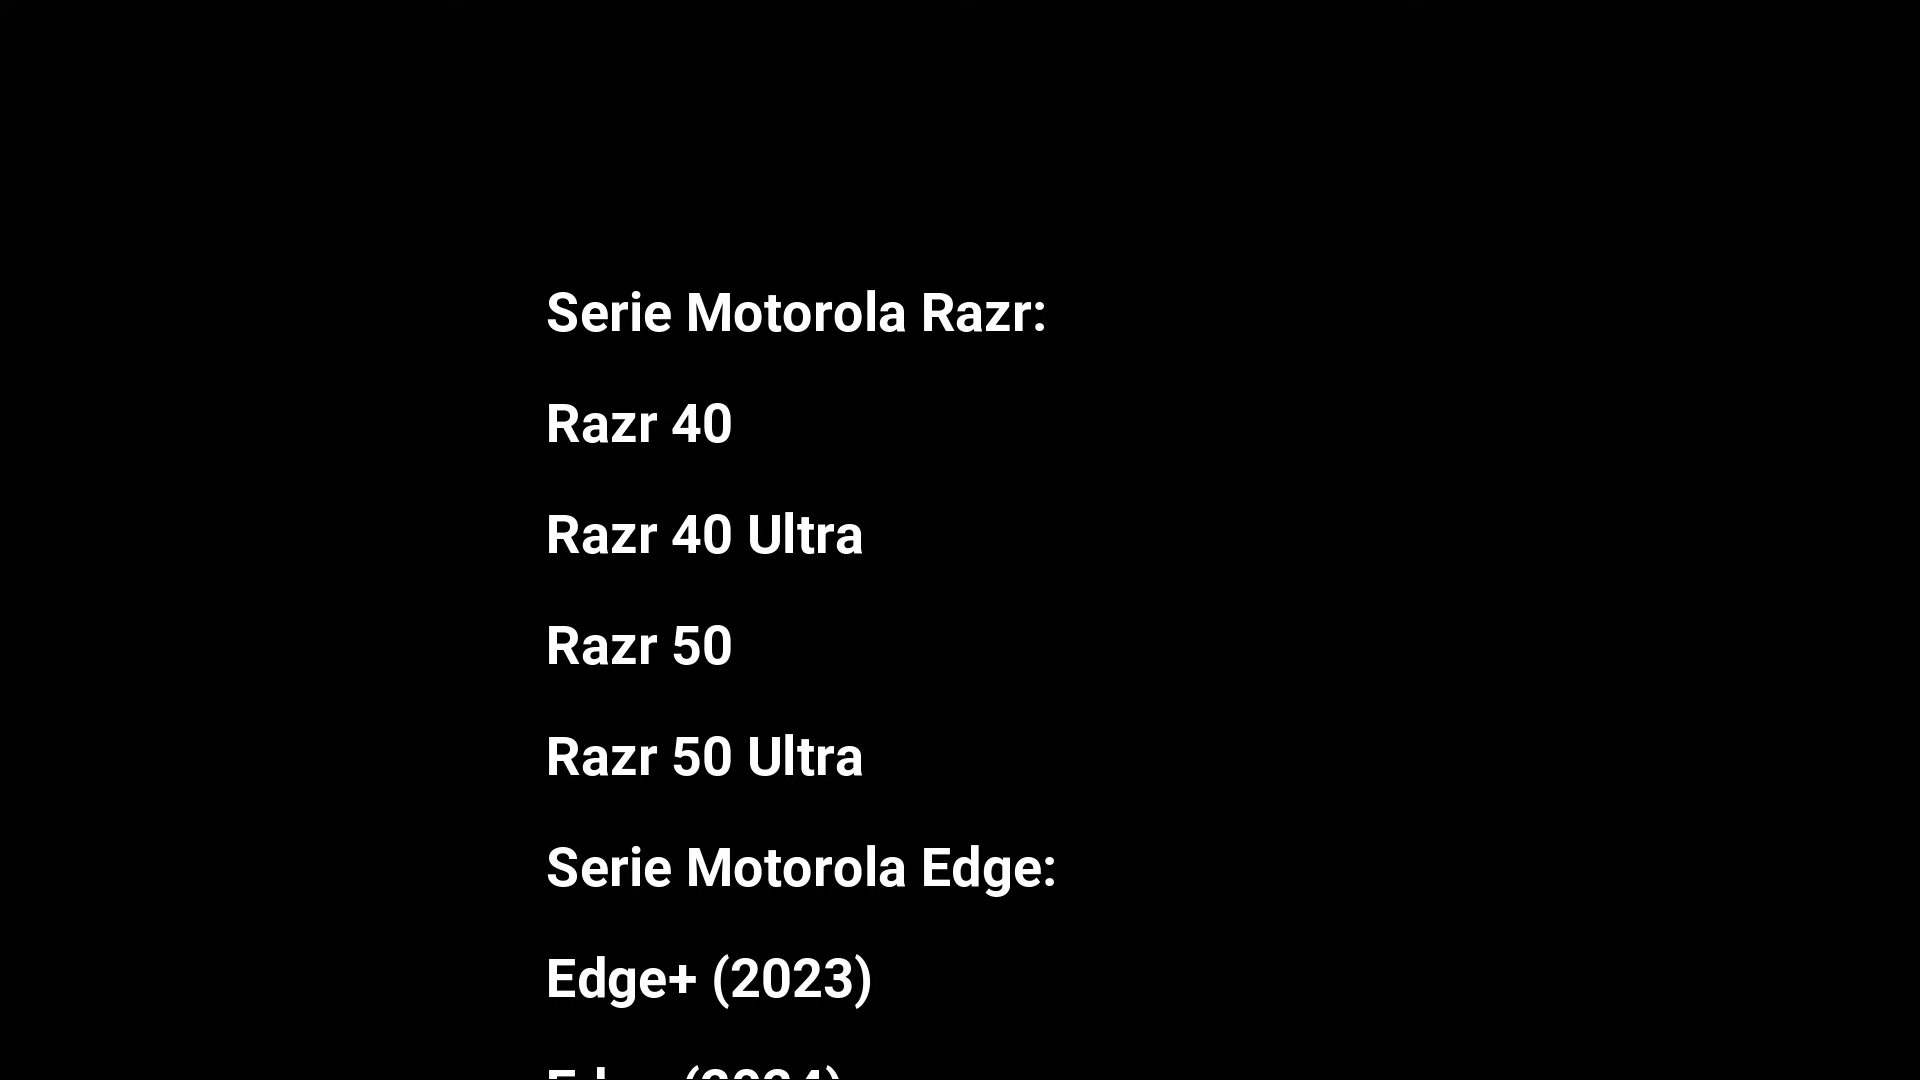 Serie Motorola Razr:
Razr 40
Razr 40 Ultra
Razr 50
Razr 50 Ultra
Serie Motorola Edge:
Edge+ (2023)